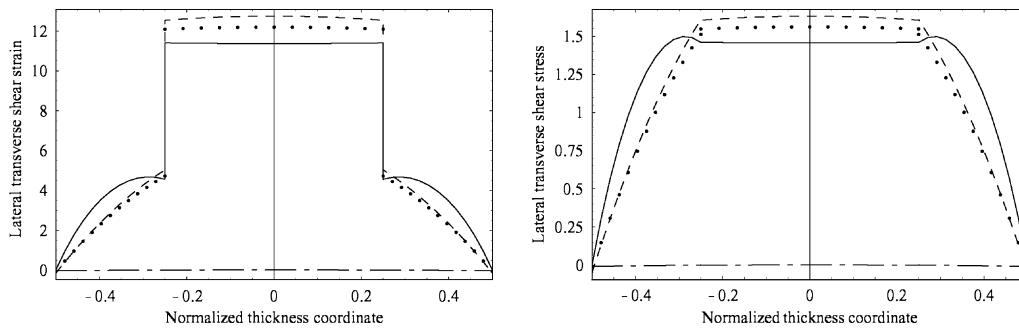 Lateral transverse shear strain
12
10
8
6
4
2
0
-0.4 -0.2 0 0.2 0.4
Normalized thickness coordinate
Lateral transverse shear stress
1.5
1.25
1
0.75
0.5
0.25
0
-0.4 -0.2 0 0.2 0.4
Normalized thickness coordinate